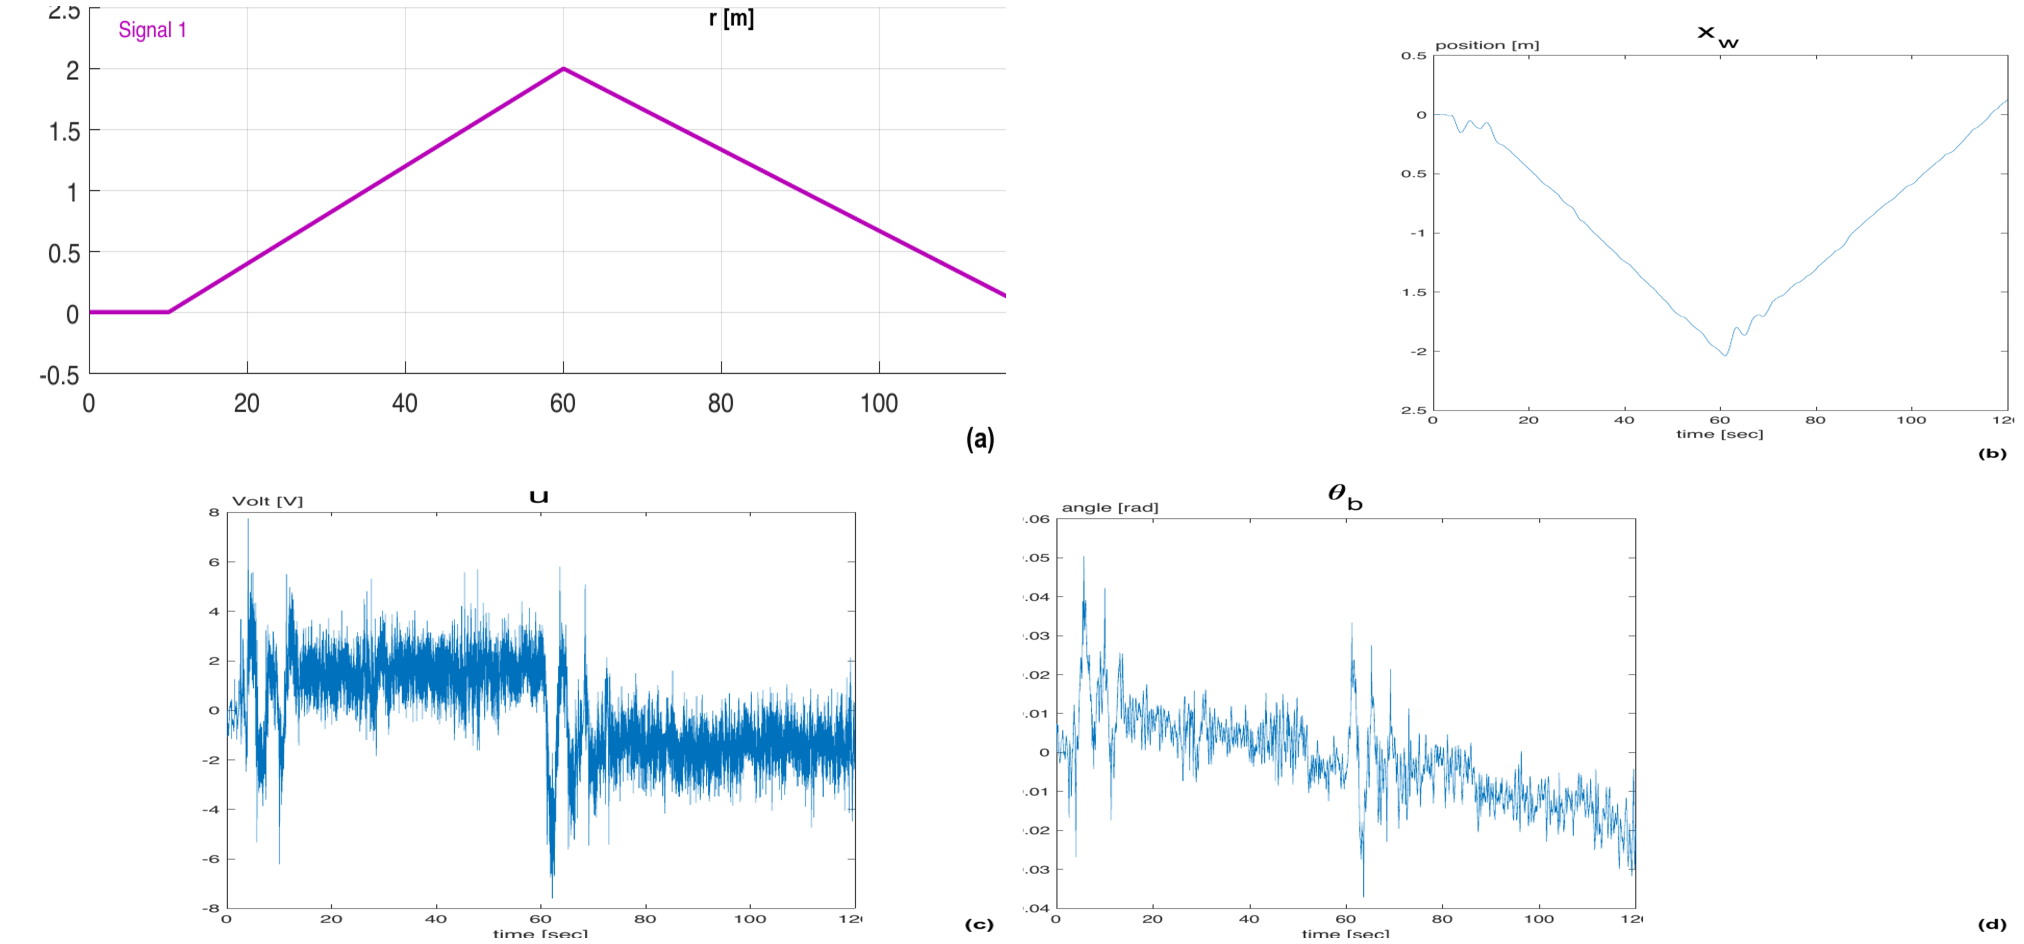 r [m]
Signal 1
2.5
2
1.5
1
0.5
0
-0.5
0 20 40 60 80 100
(a)
x w
position [m]
0.5
0
0.5
-1
1.5
-2
2.5
0 20 40 60 80 100 12
time [sec]
(b)
u
Volt [V]
8
6
4
2
0
-2
-4
-6
-8
0 20 40 60 80 100 12
time [sec]
(c)
θ b
angle [rad]
.06
.05
.04
.03
.02
.01
0
.01
.02
.03
.04
0 20 40 60 80 100 12
time [sec]
(d)